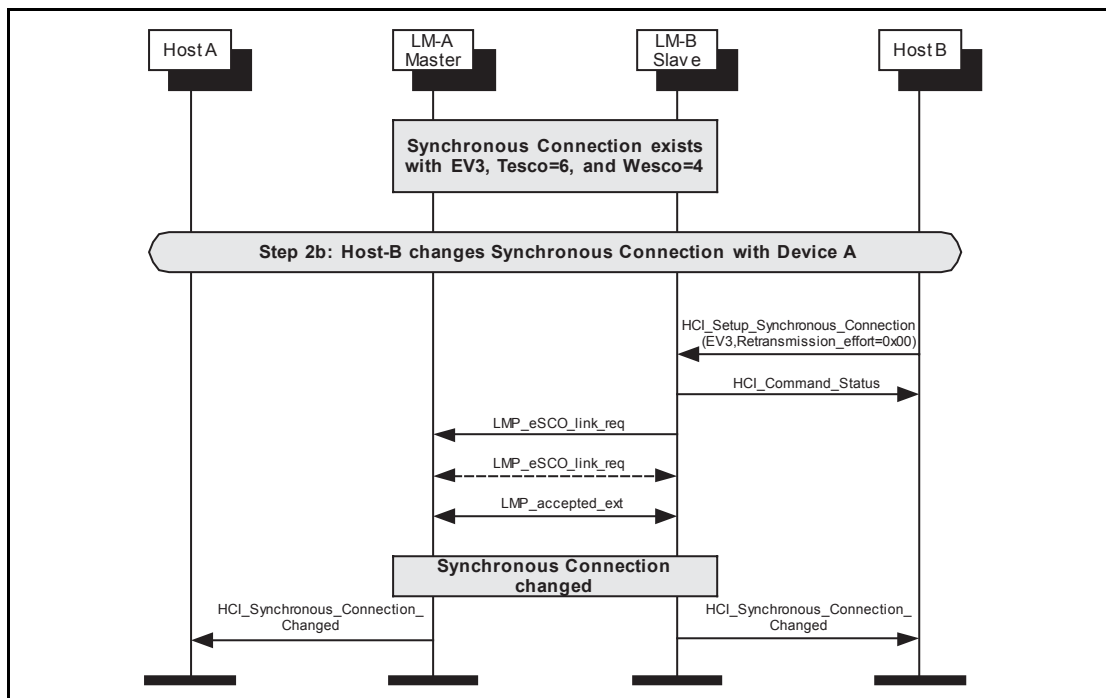 Host A
LM-A
Master
LM-B
Slave
Host B
Synchronous Connection exists
with EV3, Tesco=6, and Wesco=4
Step 2b: Host-B changes Synchronous Connection with Device A
HCI_Setup_Synchronous_Connection
(EV3,Retransmission_effort=0x00)
HCI_Command_Status
LMP_eSCO_link_req
LMP_eSCO_link_req
LMP_accepted_ext
Synchronous Connection
changed
HCI_Synchronous_Connection_
Changed
HCI_Synchronous_Connection_
Changed